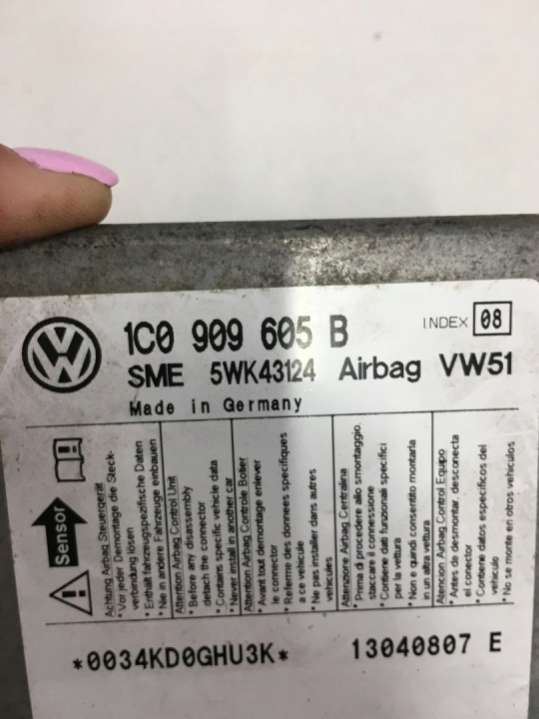 1C0 909 605 B
INDEX 08
SME 5WK43124 Airbag VW51
Made in Germany
Sensor
Achtung Airbag Steuergerät
* Vor jeder Demontage die Steck-
verbindung lösen
* Enthält fahrzeugspezifische Daten
* Nie in andere Fahrzeuge einbauen
Attention Airbag Control Unit
* Before any disassembly
detach the connector
* Contains specific vehicle data
* Never install in another car
Attention Airbag Controle Boîtier
* Avant tout demontage enlever
le connector
* Referme des donnees specifiques
a ce vehicule
* Ne pas installer dans autres
vehicules
Attenzione Airbag Centralina
* Prima di procedere allo smontaggio,
staccare il connessione
* Contiene dati funzionali specifici
per la vettura
* Non e quindi consentito montarla
in un altra vettura
Atencion Airbag Control Equipo
* Antes de desmontar, desconecta
el conector
* Contiene datos especificos del
vehiculo
* No se monte en otros vehiculos
*0034KD0GHU3K*
13040807 E